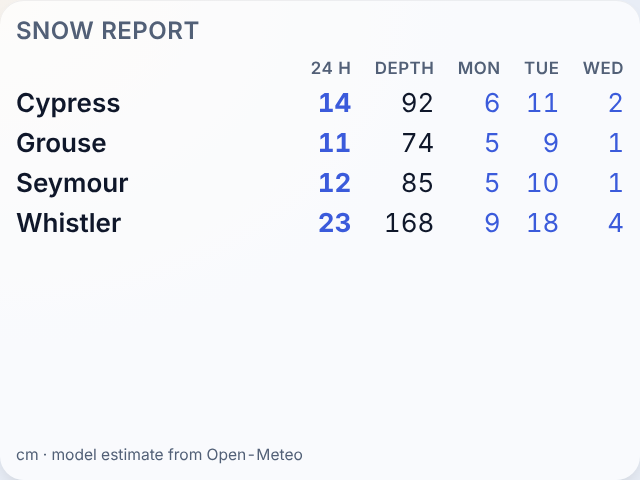 SNOW REPORT
24 H DEPTH MON TUE WED
Cypress 14 92 6 11 2
Grouse 11 74 5 9 1
Seymour 12 85 5 10 1
Whistler 23 168 9 18 4
cm · model estimate from Open-Meteo